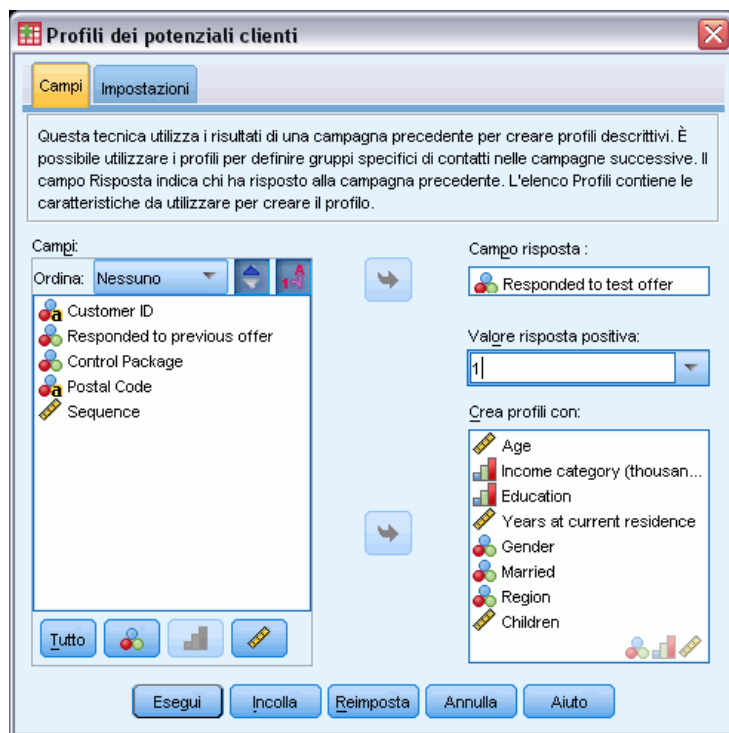 Profili dei potenziali clienti
Campi
Impostazioni
Questa tecnica utilizza i risultati di una campagna precedente per creare profili descrittivi. È
possibile utilizzare i profili per definire gruppi specifici di contatti nelle campagne successive. Il
campo Risposta indica chi ha risposto alla campagna precedente. L'elenco Profili contiene le
caratteristiche da utilizzare per creare il profilo.
Campi:
Ordina: Nessuno
Customer ID
Responded to previous offer
Control Package
Postal Code
Sequence
Tutto
Campo risposta :
Responded to test offer
Valore risposta positiva:
1
Crea profili con:
Age
Income category (thousan...
Education
Years at current residence
Gender
Married
Region
Children
Esegui
Incolla
Reimposta
Annulla
Aiuto